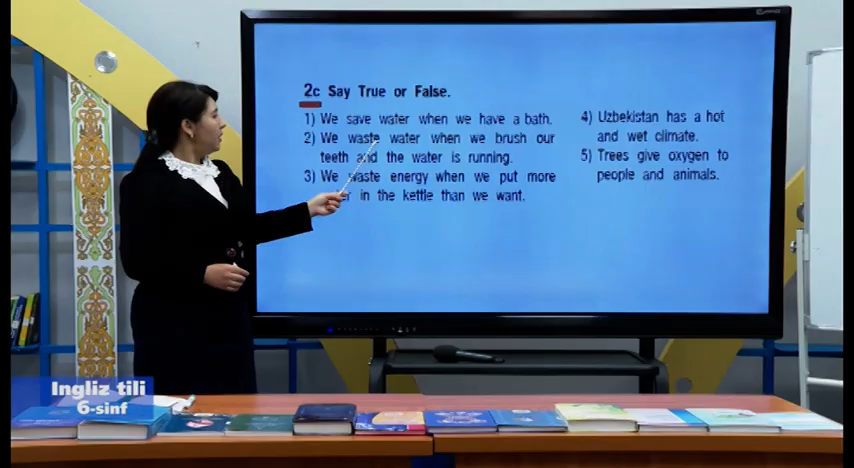 2c Say True or False.
1) We save water when we have a bath.
2) We waste water when we brush our
teeth and the water is running.
3) We waste energy when we put more
in the kettle than we want.
4) Uzbekistan has a hot
and wet climate.
5) Trees give oxygen to
people and animals.
Ingliz tili
6-sinf